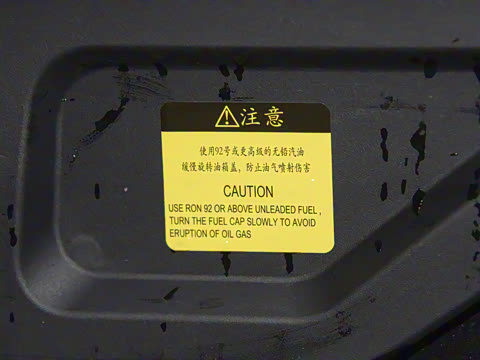 注意
使用92号或更高级的无铅汽油
缓慢旋转油箱盖，防止油气喷射伤害
CAUTION
USE RON 92 OR ABOVE UNLEADED FUEL ,
TURN THE FUEL CAP SLOWLY TO AVOID
ERUPTION OF OIL GAS